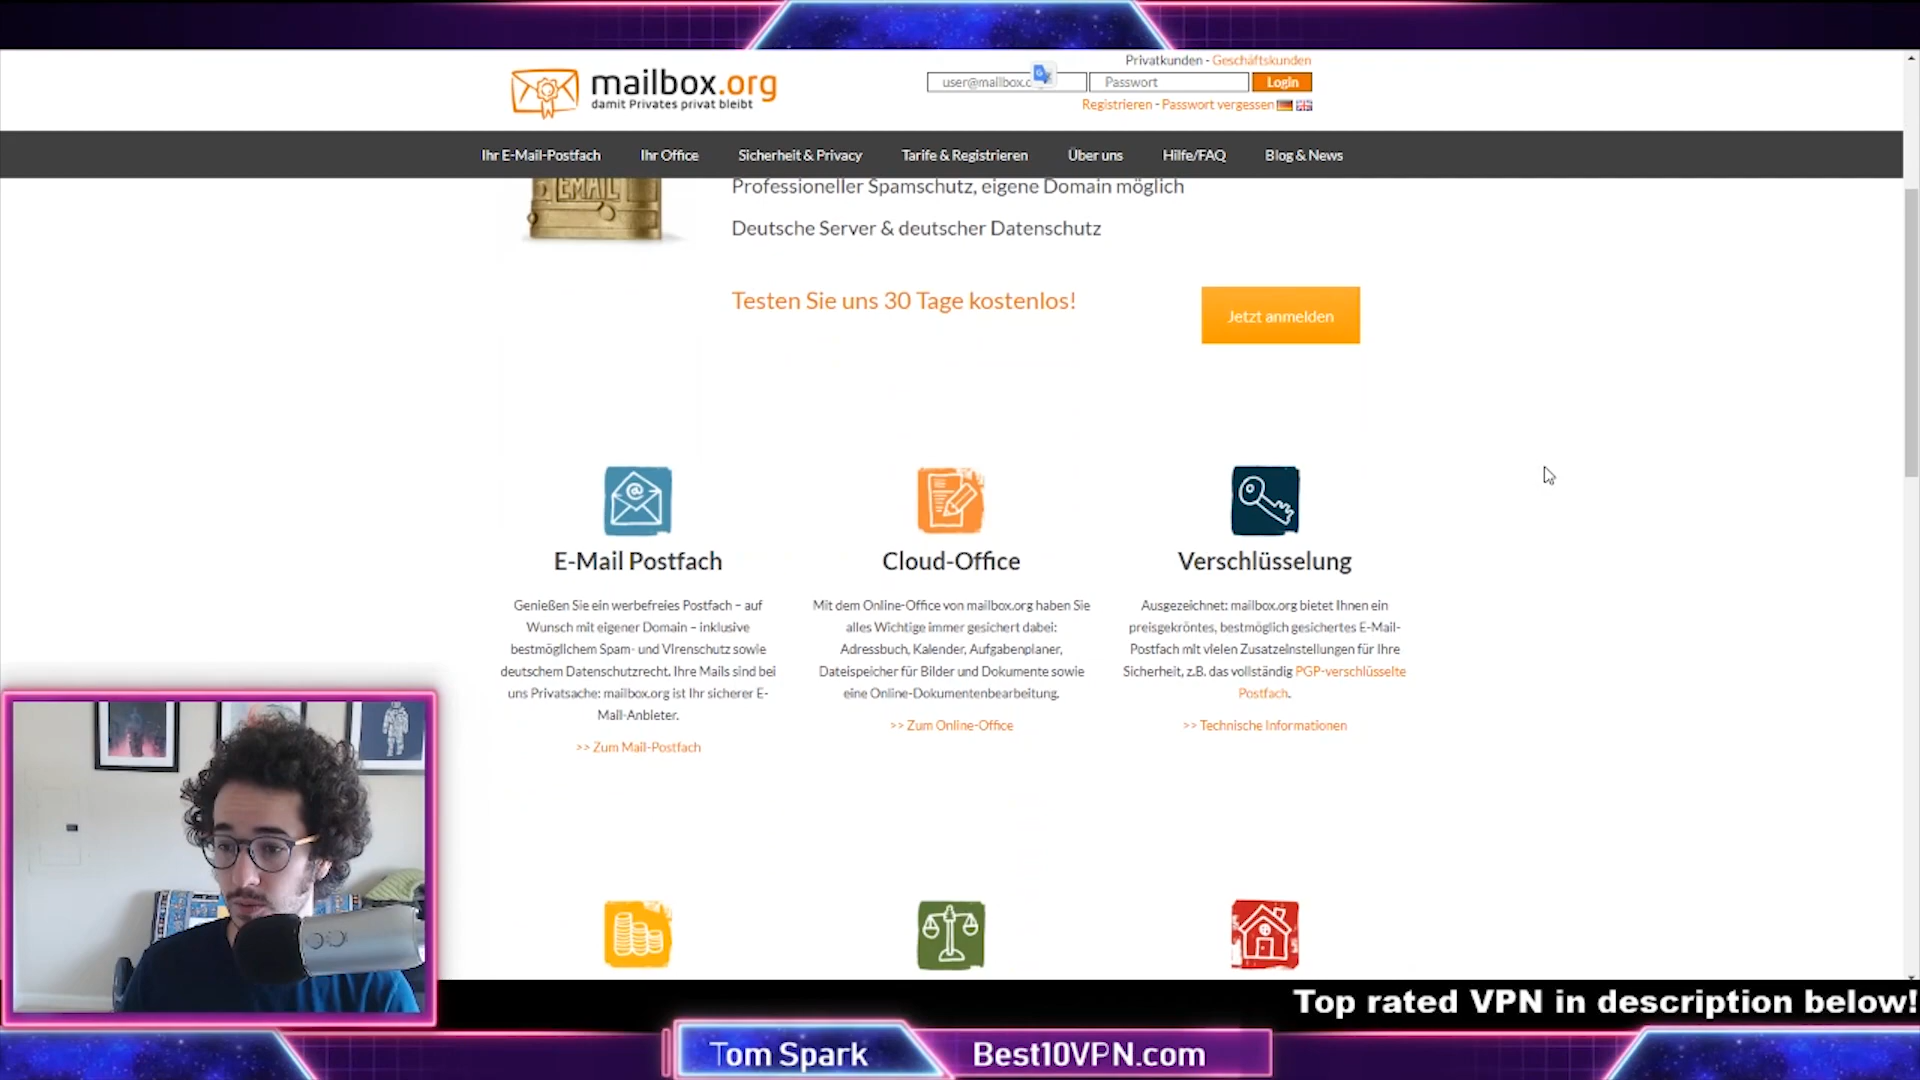 Privatkunden - Geschäftskunden
mailbox.org
damit Privates privat bleibt
Passwort
Login
Registrieren - Passwort vergessen
Ihr E-Mail-Postfach Ihr Office Sicherheit & Privacy Tarife & Registrieren Über uns Hilfe/FAQ Blog & News
EMAIL
Professioneller Spamschutz, eigene Domain möglich
Deutsche Server & deutscher Datenschutz
Testen Sie uns 30 Tage kostenlos!
Jetzt anmelden
E-Mail Postfach
Genießen Sie ein werbefreies Postfach – auf
Wunsch mit eigener Domain – inklusive
bestmöglichem Spam- und Virenschutz sowie
deutschem Datenschutzrecht. Ihre Mails sind bei
uns Privatsache: mailbox.org ist Ihr sicherer E-
Mail-Anbieter.
>> Zum Mail-Postfach
Cloud-Office
Mit dem Online-Office von mailbox.org haben Sie
alles Wichtige immer gesichert dabei:
Adressbuch, Kalender, Aufgabenplaner,
Dateispeicher für Bilder und Dokumente sowie
eine Online-Dokumentenbearbeitung.
>> Zum Online-Office
Verschlüsselung
Ausgezeichnet: mailbox.org bietet Ihnen ein
preisgekröntes, bestmöglich gesichertes E-Mail-
Postfach mit vielen Zusatzeinstellungen für Ihre
Sicherheit, z.B. das vollständig PGP-verschlüsselte
Postfach.
>> Technische Informationen
Top rated VPN in description below!
Tom Spark
Best10VPN.com